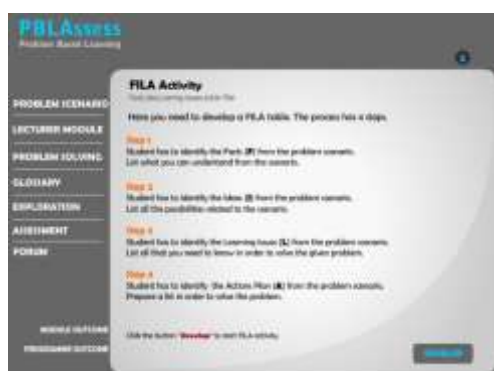 PBLAssess
Problem Based Learning
PROBLEM SCENARIO
LECTURER MODULE
PROBLEM SOLVING
GLOSSARY
EXPLORATION
ASSESMENT
FORUM
MODULE OUTCOME
PROGRAMME OUTCOME
FILA Activity
Here you need to develop a FILA table. The process has 4 steps.
Step 1
Student has to identify the Facts (F) from the problem scenario.
List what you can understand from the scenario.
Step 2
Student has to identify the Ideas (I) from the problem scenario.
List all the possibilities related to the scenario.
Step 3
Student has to identify the Learning Issues (L) from the problem scenario.
List all that you need to know in order to solve the given problem.
Step 4
Student has to identify the Actions Plan (A) from the problem scenario.
Prepare a list in order to solve the problem.
Click the button "Develop" to start FILA activity.
DEVELOP